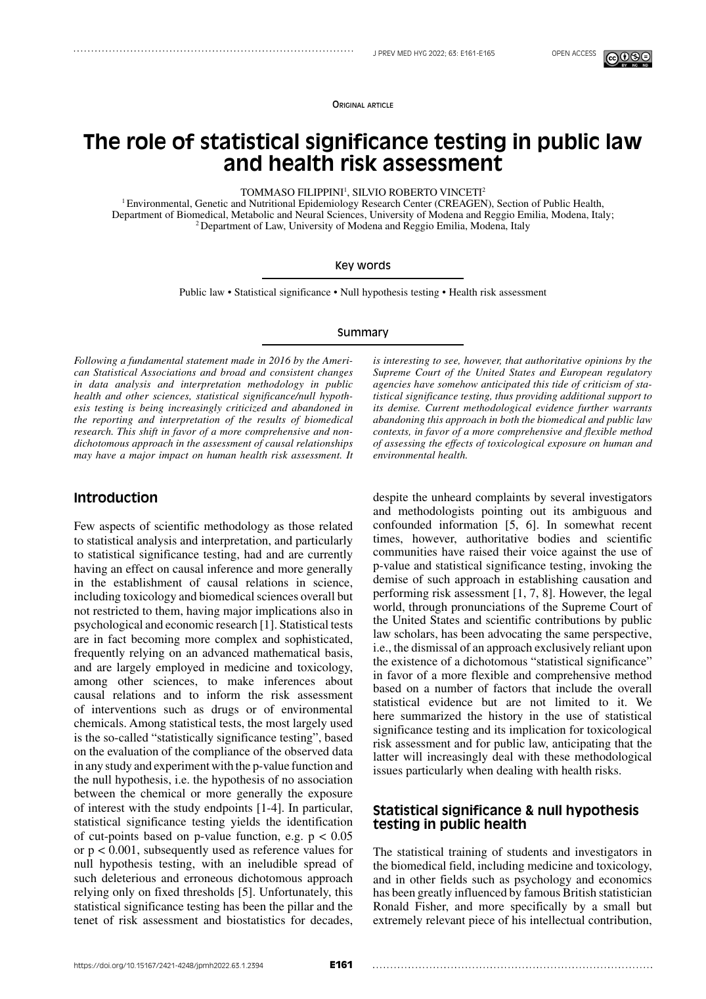 J PREV MED HYG 2022; 63: E161-E165
OPEN ACCESS
cc BY NC ND
Original article
The role of statistical significance testing in public law
and health risk assessment
TOMMASO FILIPPINI1, SILVIO ROBERTO VINCETI2
1 Environmental, Genetic and Nutritional Epidemiology Research Center (CREAGEN), Section of Public Health,
Department of Biomedical, Metabolic and Neural Sciences, University of Modena and Reggio Emilia, Modena, Italy;
2 Department of Law, University of Modena and Reggio Emilia, Modena, Italy
Key words
Public law • Statistical significance • Null hypothesis testing • Health risk assessment
Summary
Following a fundamental statement made in 2016 by the Ameri-
can Statistical Associations and broad and consistent changes
in data analysis and interpretation methodology in public
health and other sciences, statistical significance/null hypoth-
esis testing is being increasingly criticized and abandoned in
the reporting and interpretation of the results of biomedical
research. This shift in favor of a more comprehensive and non-
dichotomous approach in the assessment of causal relationships
may have a major impact on human health risk assessment. It
is interesting to see, however, that authoritative opinions by the
Supreme Court of the United States and European regulatory
agencies have somehow anticipated this tide of criticism of sta-
tistical significance testing, thus providing additional support to
its demise. Current methodological evidence further warrants
abandoning this approach in both the biomedical and public law
contexts, in favor of a more comprehensive and flexible method
of assessing the effects of toxicological exposure on human and
environmental health.
Introduction
Few aspects of scientific methodology as those related
to statistical analysis and interpretation, and particularly
to statistical significance testing, had and are currently
having an effect on causal inference and more generally
in the establishment of causal relations in science,
including toxicology and biomedical sciences overall but
not restricted to them, having major implications also in
psychological and economic research [1]. Statistical tests
are in fact becoming more complex and sophisticated,
frequently relying on an advanced mathematical basis,
and are largely employed in medicine and toxicology,
among other sciences, to make inferences about
causal relations and to inform the risk assessment
of interventions such as drugs or of environmental
chemicals. Among statistical tests, the most largely used
is the so-called “statistically significance testing”, based
on the evaluation of the compliance of the observed data
in any study and experiment with the p-value function and
the null hypothesis, i.e. the hypothesis of no association
between the chemical or more generally the exposure
of interest with the study endpoints [1-4]. In particular,
statistical significance testing yields the identification
of cut-points based on p-value function, e.g. p < 0.05
or p < 0.001, subsequently used as reference values for
null hypothesis testing, with an ineludible spread of
such deleterious and erroneous dichotomous approach
relying only on fixed thresholds [5]. Unfortunately, this
statistical significance testing has been the pillar and the
tenet of risk assessment and biostatistics for decades,
despite the unheard complaints by several investigators
and methodologists pointing out its ambiguous and
confounded information [5, 6]. In somewhat recent
times, however, authoritative bodies and scientific
communities have raised their voice against the use of
p-value and statistical significance testing, invoking the
demise of such approach in establishing causation and
performing risk assessment [1, 7, 8]. However, the legal
world, through pronunciations of the Supreme Court of
the United States and scientific contributions by public
law scholars, has been advocating the same perspective,
i.e., the dismissal of an approach exclusively reliant upon
the existence of a dichotomous “statistical significance”
in favor of a more flexible and comprehensive method
based on a number of factors that include the overall
statistical evidence but are not limited to it. We
here summarized the history in the use of statistical
significance testing and its implication for toxicological
risk assessment and for public law, anticipating that the
latter will increasingly deal with these methodological
issues particularly when dealing with health risks.
Statistical significance & null hypothesis
testing in public health
The statistical training of students and investigators in
the biomedical field, including medicine and toxicology,
and in other fields such as psychology and economics
has been greatly influenced by famous British statistician
Ronald Fisher, and more specifically by a small but
extremely relevant piece of his intellectual contribution,
https://doi.org/10.15167/2421-4248/jpmh2022.63.1.2394
E161